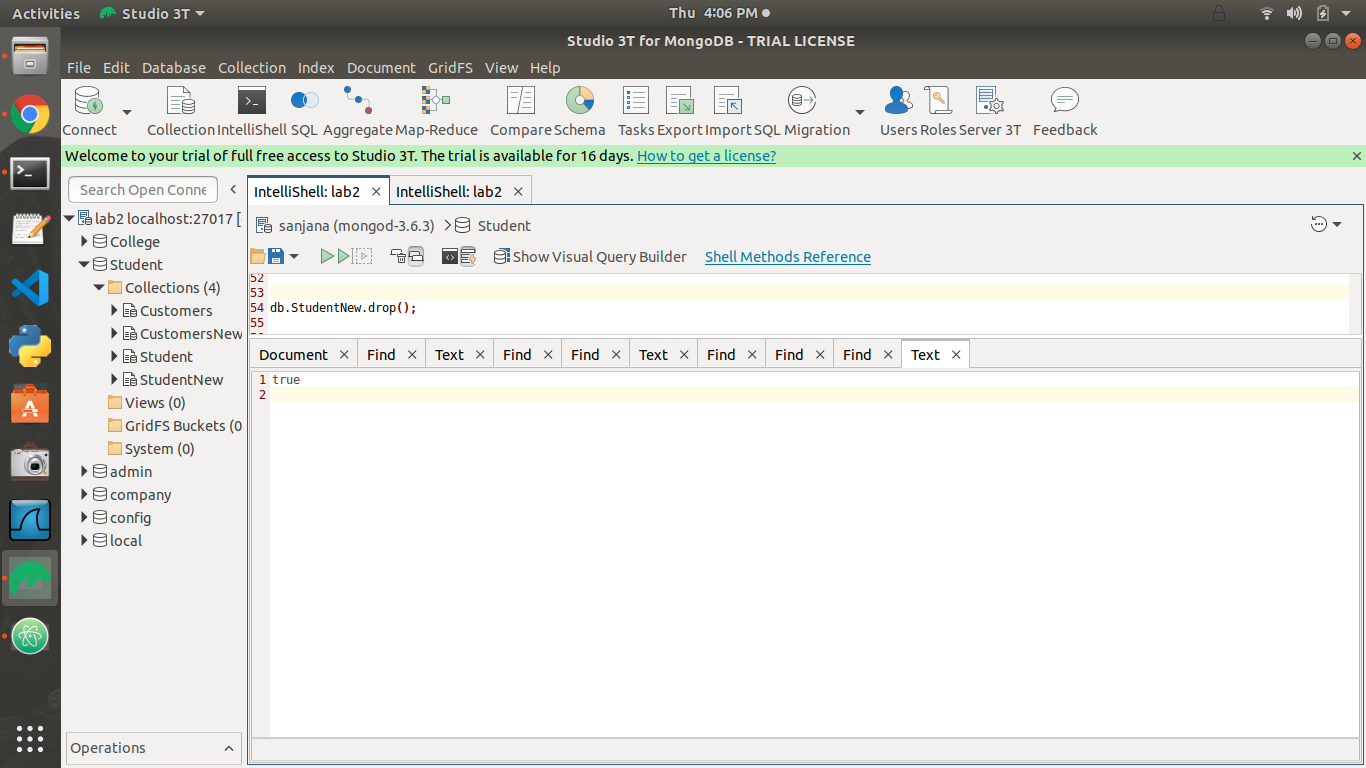 Activities Studio 3T Thu 4:06 PM
Studio 3T for MongoDB - TRIAL LICENSE
File Edit Database Collection Index Document GridFS View Help
Connect Collection IntelliShell SQL Aggregate Map-Reduce Compare Schema Tasks Export Import SQL Migration Users Roles Server 3T Feedback
Welcome to your trial of full free access to Studio 3T. The trial is available for 16 days. How to get a license?
Search Open Conne
lab2 localhost:27017 [
College
Student
Collections (4)
Customers
CustomersNew
Student
StudentNew
Views (0)
GridFS Buckets (0
System (0)
admin
company
config
local
Operations
IntelliShell: lab2 IntelliShell: lab2
sanjana (mongod-3.6.3) Student
Show Visual Query Builder Shell Methods Reference
52
53
54 db.StudentNew.drop();
55
Document Find Text Find Find Text Find Find Find Text
1 true
2